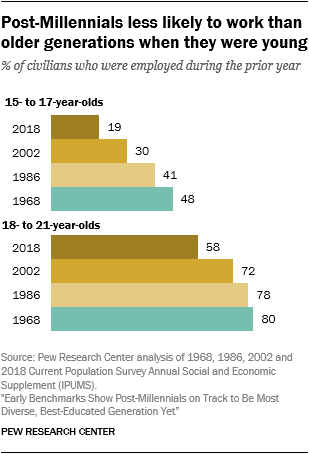 Post-Millennials less likely to work than
older generations when they were young
% of civilians who were employed during the prior year
15- to 17-year-olds
2018 19
2002 30
1986 41
1968 48
18- to 21-year-olds
2018 58
2002 72
1986 78
1968 80
Source: Pew Research Center analysis of 1968, 1986, 2002 and
2018 Current Population Survey Annual Social and Economic
Supplement (IPUMS).
"Early Benchmarks Show Post-Millennials on Track to Be Most
Diverse, Best-Educated Generation Yet"
PEW RESEARCH CENTER